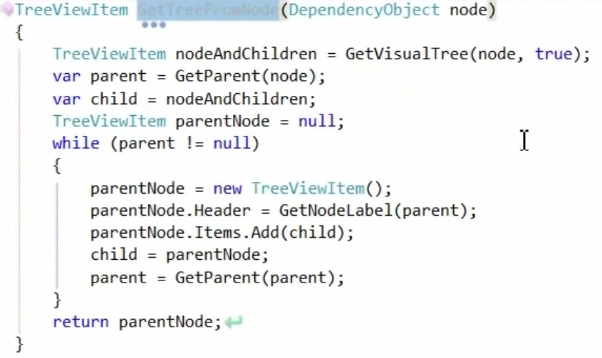 TreeViewItem GetTreeFromNode(DependencyObject node)
{
TreeViewItem nodeAndChildren = GetVisualTree(node, true);
var parent = GetParent(node);
var child = nodeAndChildren;
TreeViewItem parentNode = null;
while (parent != null)
{
parentNode = new TreeViewItem();
parentNode.Header = GetNodeLabel(parent);
parentNode.Items.Add(child);
child = parentNode;
parent = GetParent(parent);
}
return parentNode;
}